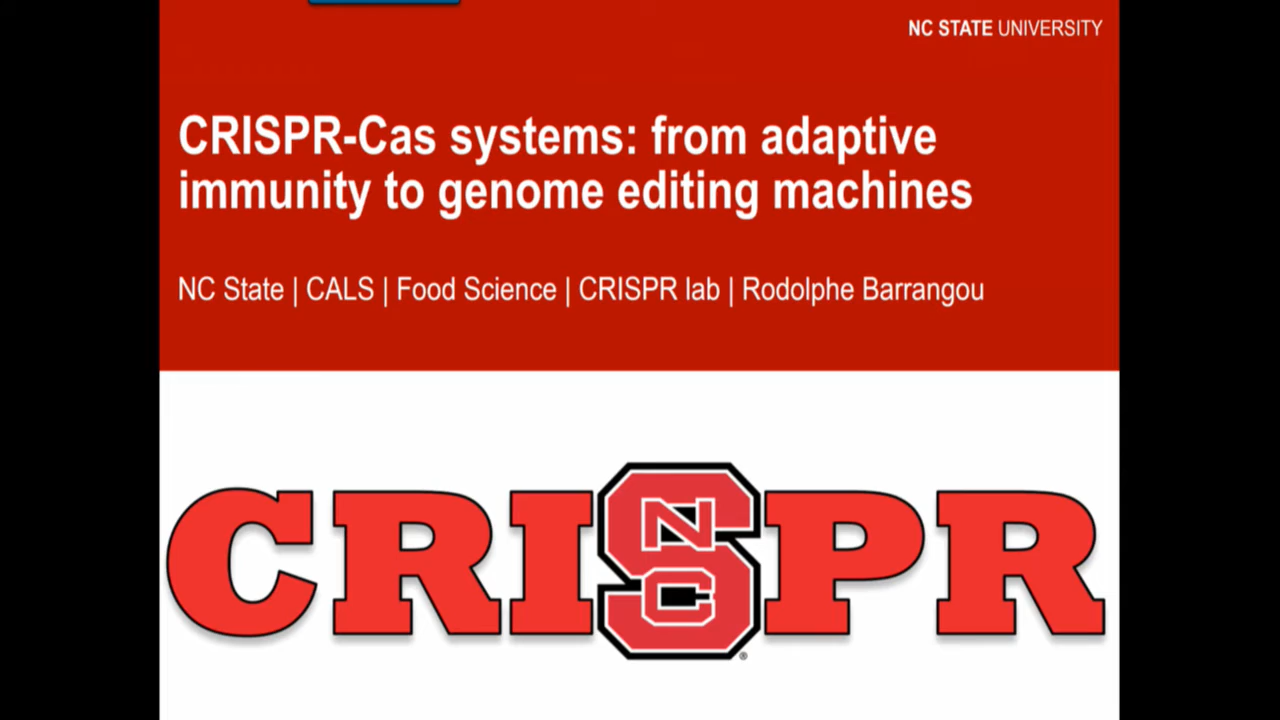 NC STATE UNIVERSITY
CRISPR-Cas systems: from adaptive
immunity to genome editing machines
NC State | CALS | Food Science | CRISPR lab | Rodolphe Barrangou
CRISPR
NC
®